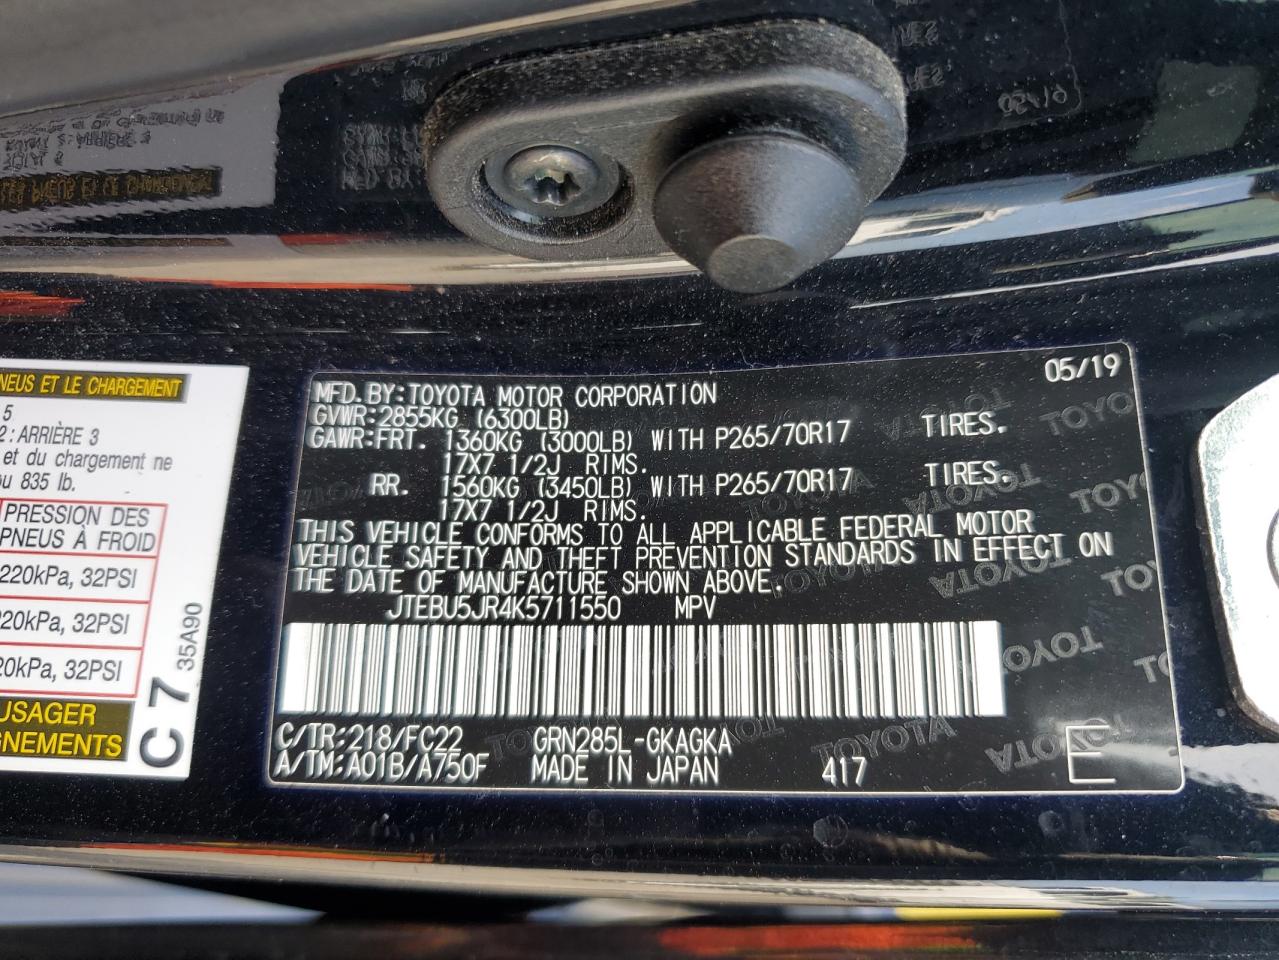 NEUS ET LE CHARGEMENT
5
2 : ARRIÈRE 3
et du chargement ne
u 835 lb.
PRESSION DES
PNEUS À FROID
220kPa, 32PSI
220kPa, 32PSI
20kPa, 32PSI
USAGER
GNEMENTS
C 7 35A90
05/19
MFD.BY:TOYOTA MOTOR CORPORATION
GVWR:2855KG (6300LB)
GAWR:FRT. 1360KG (3000LB) WITH P265/70R17 TIRES.
17X7 1/2J RIMS.
RR. 1560KG (3450LB) WITH P265/70R17 TIRES.
17X7 1/2J RIMS.
THIS VEHICLE CONFORMS TO ALL APPLICABLE FEDERAL MOTOR
VEHICLE SAFETY AND THEFT PREVENTION STANDARDS IN EFFECT ON
THE DATE OF MANUFACTURE SHOWN ABOVE.
JTEBU5JR4K5711550 MPV
C/TR:218/FC22 GRN285L-GKAGKA
A/TM:A01B/A750F MADE IN JAPAN 417 E